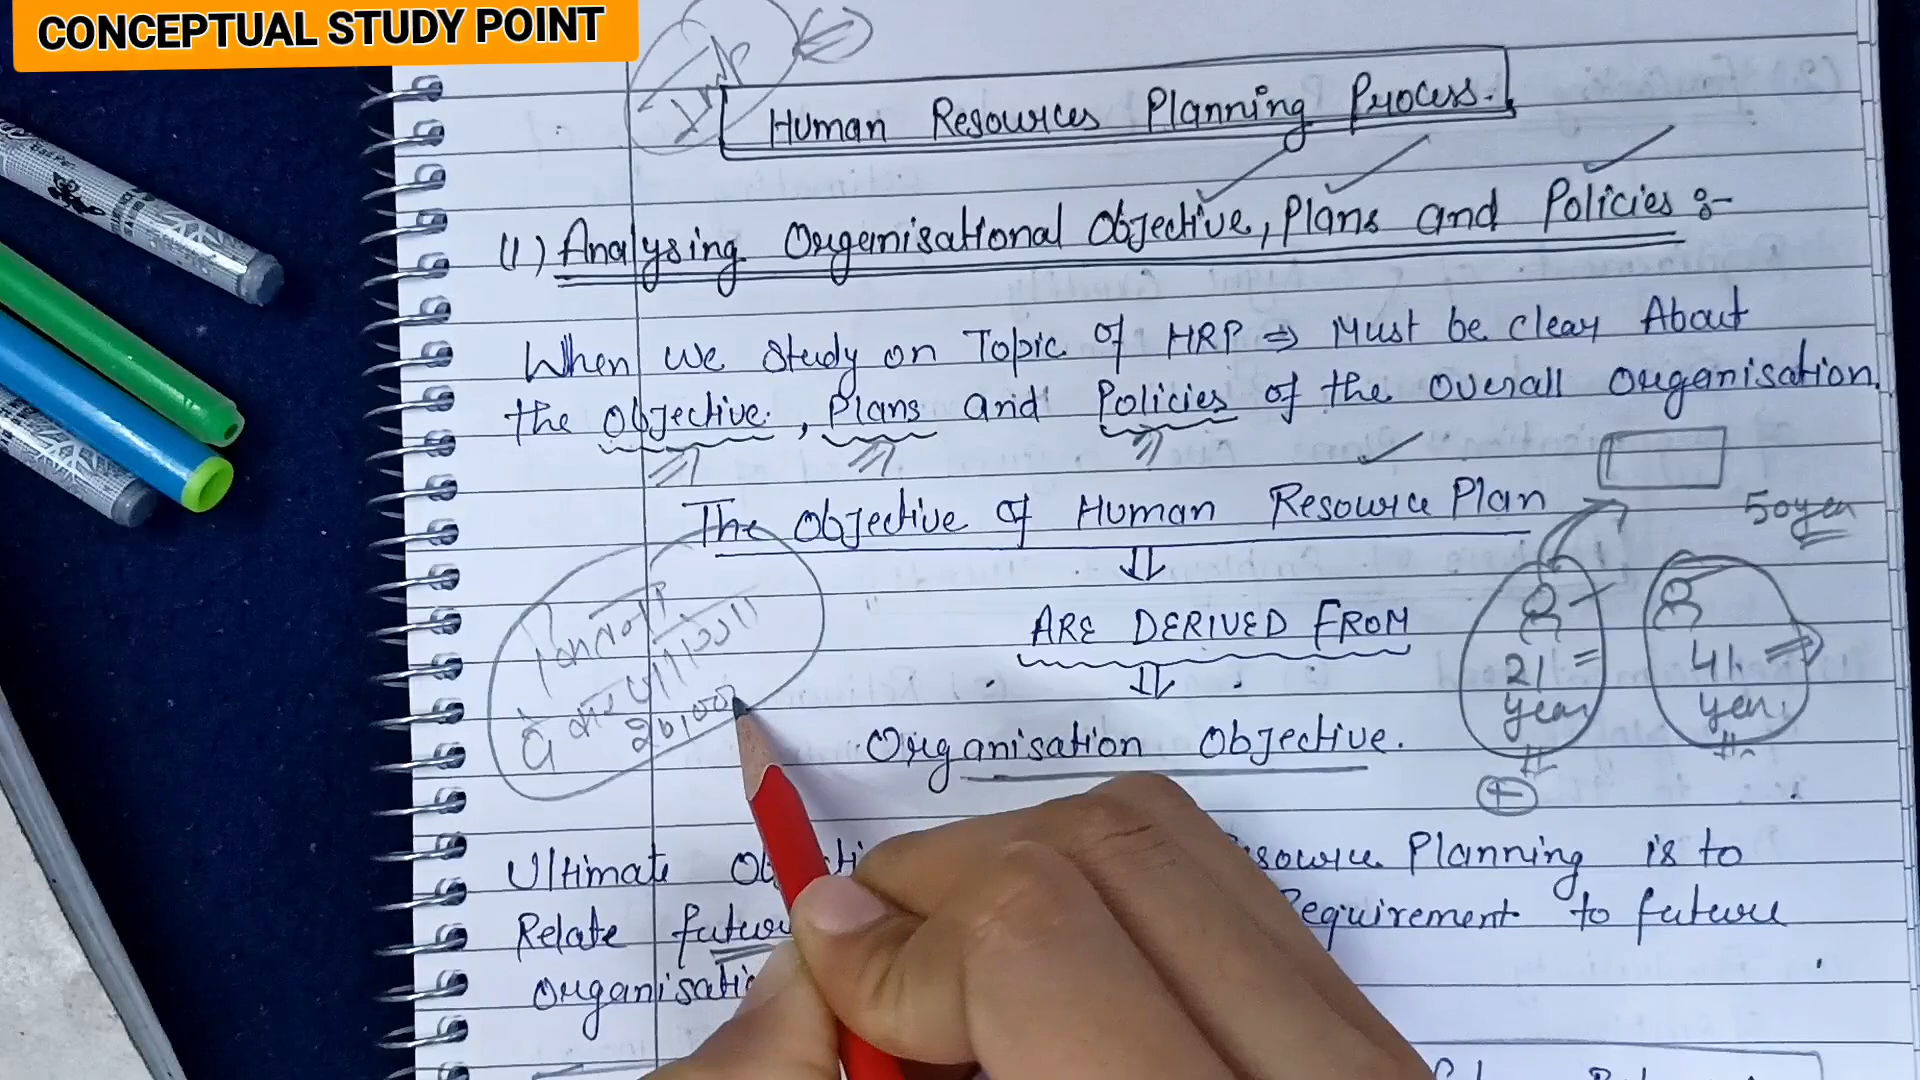 CONCEPTUAL STUDY POINT
Human Resources Planning Process.
(1) Analysing Organisational Objective, Plans and Policies :-
When we study on Topic of HRP ⇒ Must be clear About
the Objective, Plans and Policies of the overall organisation.
The Objective of Human Resource Plan
50 year
ARE DERIVED FROM
21 year
41 year
20,000
Organisation Objective.
Ultimate Planning is to
Relate future Requirement to future